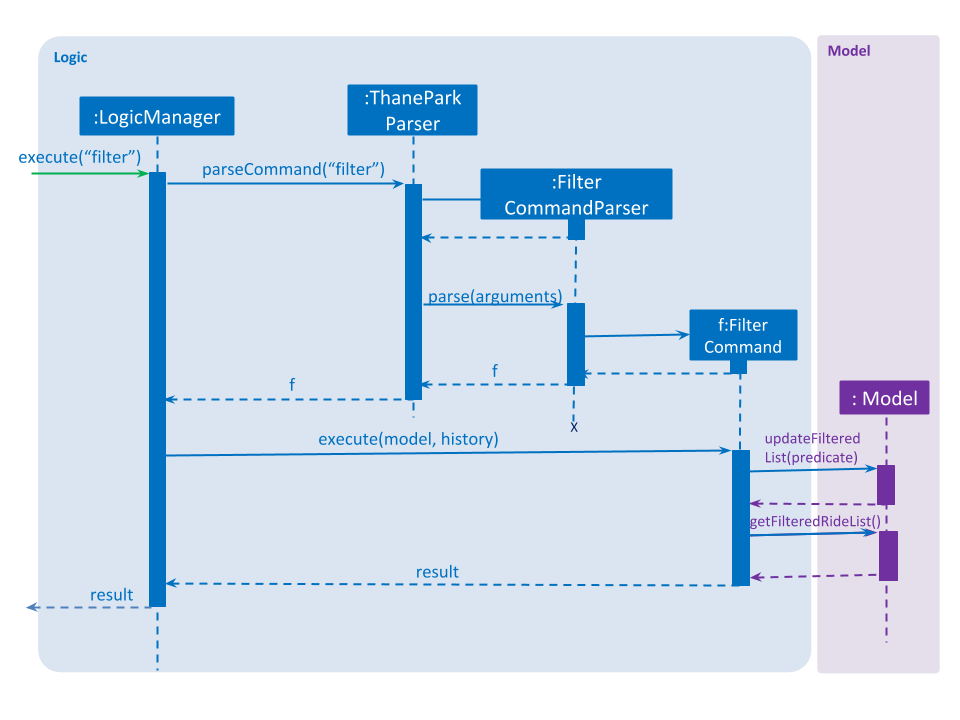 Logic
Model
:LogicManager
:ThanePark
Parser
execute(“filter”)
parseCommand(“filter”)
:Filter
CommandParser
parse(arguments)
f:Filter
Command
f
f
: Model
x
execute(model, history)
updateFiltered
List(predicate)
getFilteredRideList()
result
result